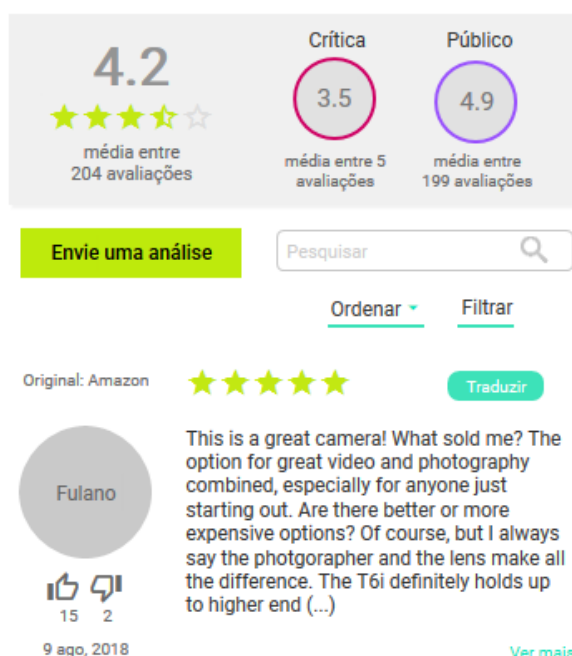 4.2
média entre
204 avaliações
Crítica
3.5
média entre 5
avaliações
Público
4.9
média entre
199 avaliações
Envie uma análise
Pesquisar
Ordenar
Filtrar
Original: Amazon
Traduzir
Fulano
15 2
9 ago, 2018
This is a great camera! What sold me? The
option for great video and photography
combined, especially for anyone just
starting out. Are there better or more
expensive options? Of course, but I always
say the photgorapher and the lens make all
the difference. The T6i definitely holds up
to higher end (...)
Ver mais